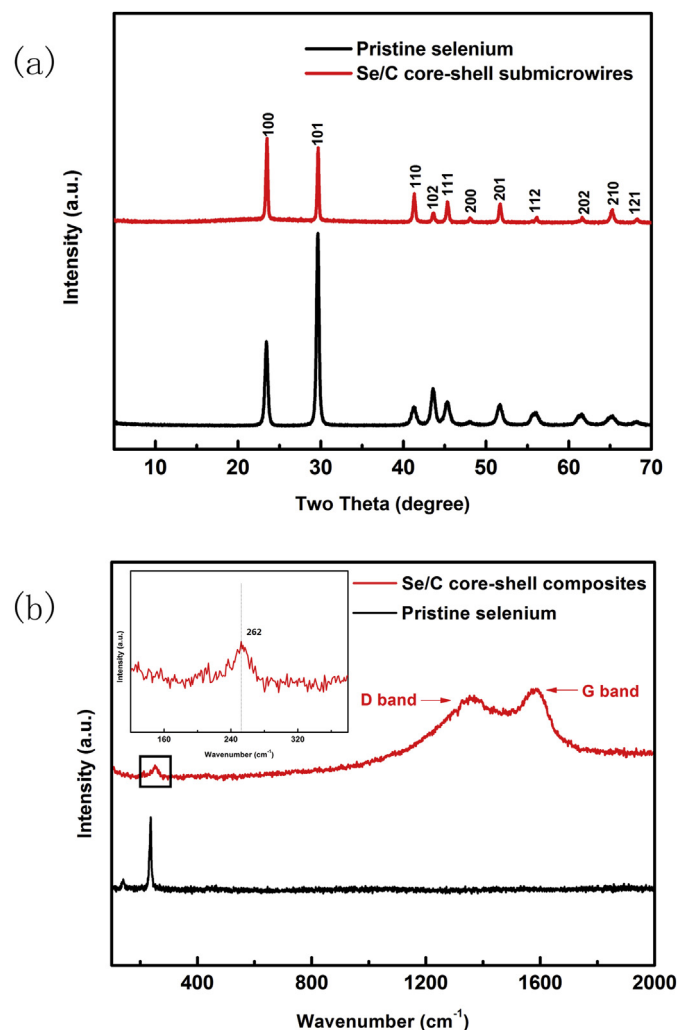 (a)
Pristine selenium
Se/C core-shell submicrowires
100
101
110
102
111
200
201
112
202
210
121
Intensity (a.u.)
10 20 30 40 50 60 70
Two Theta (degree)
(b)
Se/C core-shell composites
Pristine selenium
262
Intensity (a.u.)
160 240 320
Wavenumber (cm⁻¹)
D band
G band
Intensity (a.u.)
400 800 1200 1600 2000
Wavenumber (cm⁻¹)